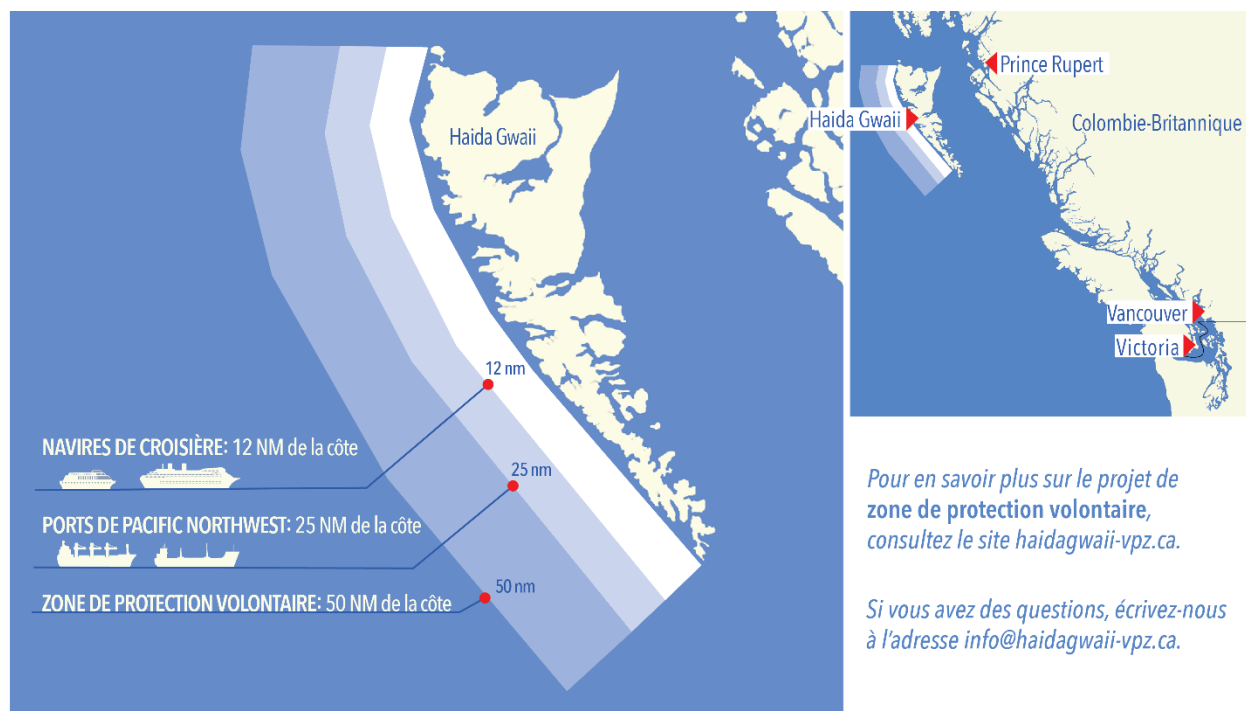 Haida Gwaii
12 nm
NAVIRES DE CROISIÈRE: 12 NM de la côte
25 nm
PORTS DE PACIFIC NORTHWEST: 25 NM de la côte
50 nm
ZONE DE PROTECTION VOLONTAIRE: 50 NM de la côte
Prince Rupert
Haida Gwaii
Colombie-Britannique
Vancouver
Victoria
Pour en savoir plus sur le projet de
zone de protection volontaire,
consultez le site haidagwaii-vpz.ca.
Si vous avez des questions, écrivez-nous
à l'adresse info@haidagwaii-vpz.ca.